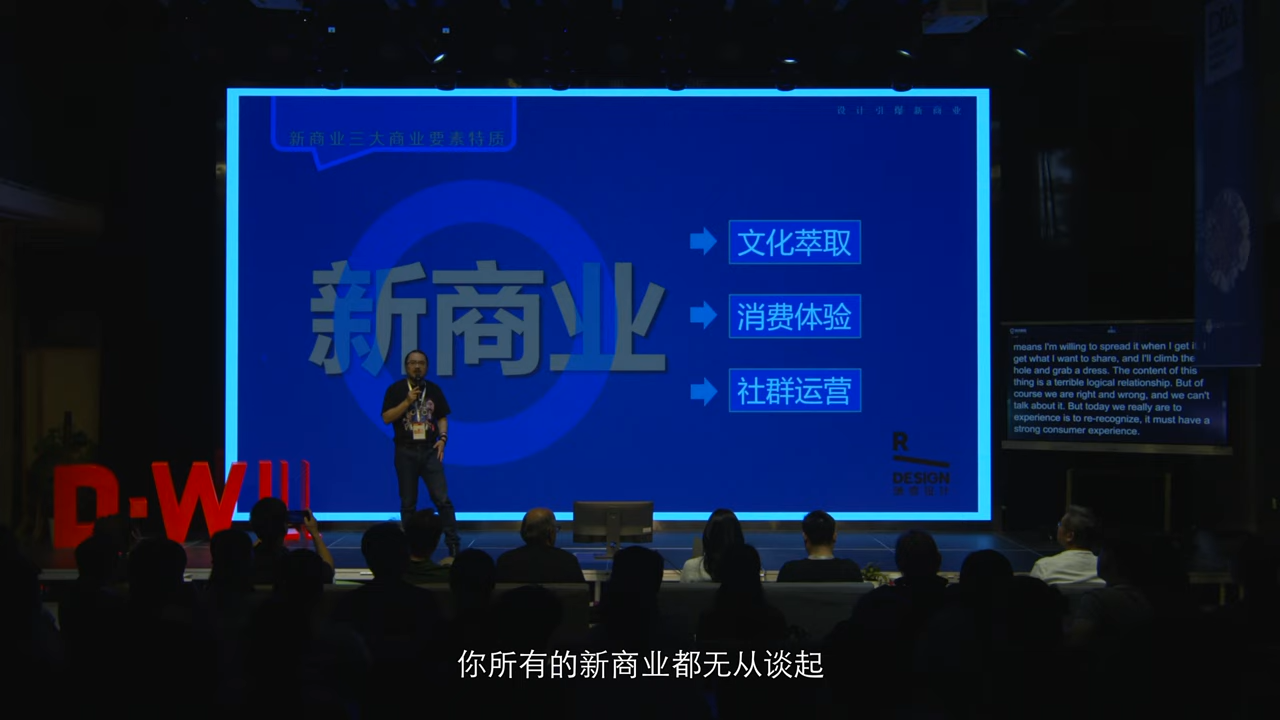 设计引爆新商业
新商业三大商业要素特质
新商业
文化萃取
消费体验
社群运营
R
DESIGN
means I'm willing to spread it when I get it, I
get what I want to share, and I'll climb the
hole and grab a dress. The content of this
thing is a terrible logical relationship. But of
course we are right and wrong, and we can't
talk about it. But today we really are to
experience is to re-recognize, it must have a
strong consumer experience.
D·WILL
你所有的新商业都无从谈起